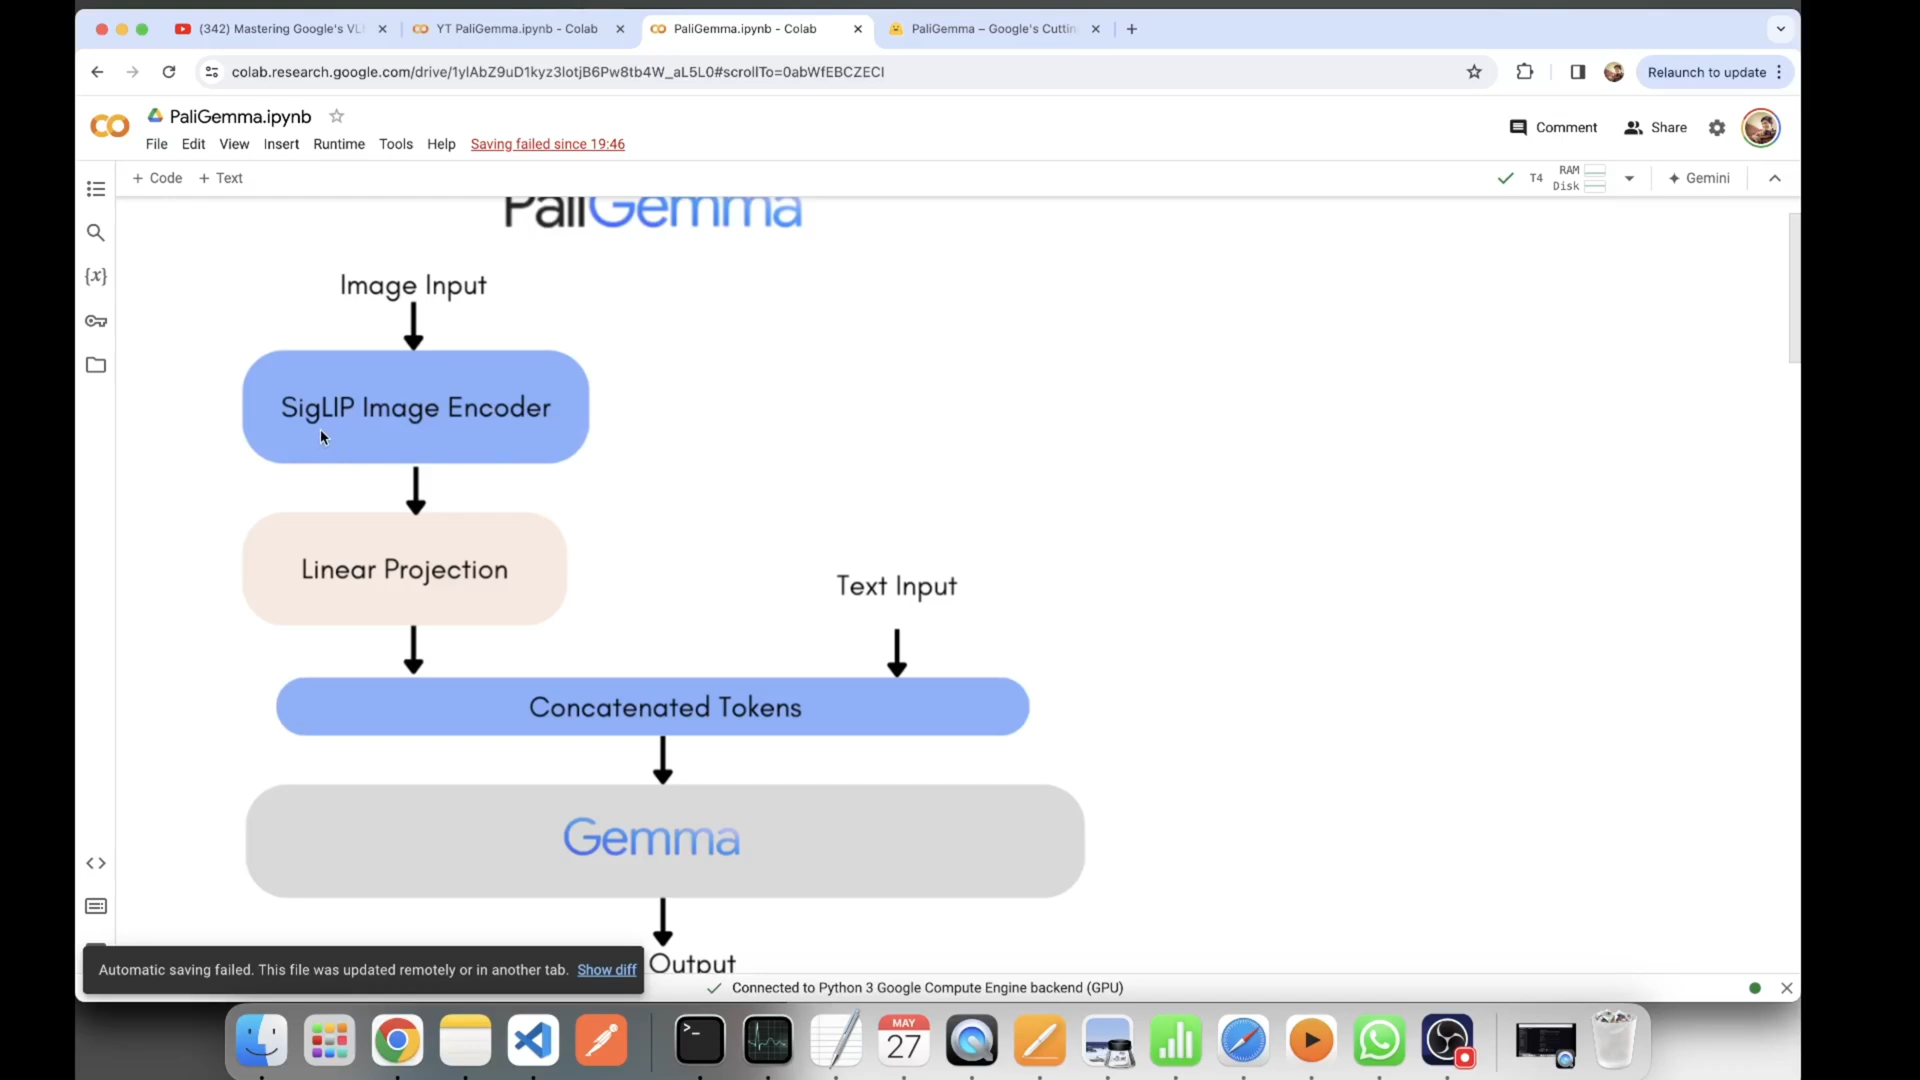 (342) Mastering Google's VL
YT PaliGemma.ipynb - Colab
PaliGemma.ipynb - Colab
PaliGemma – Google's Cuttin
colab.research.google.com/drive/1ylAbZ9uD1kyz3lotjB6Pw8tb4W_aL5L0#scrollTo=0abWfEBCZECI
Relaunch to update
PaliGemma.ipynb
Comment
Share
File Edit View Insert Runtime Tools Help Saving failed since 19:46
+ Code + Text
T4
RAM
Disk
Gemini
PaliGemma
Image Input
SigLIP Image Encoder
Linear Projection
Text Input
Concatenated Tokens
Gemma
Output
Automatic saving failed. This file was updated remotely or in another tab. Show diff
Connected to Python 3 Google Compute Engine backend (GPU)
MAY
27